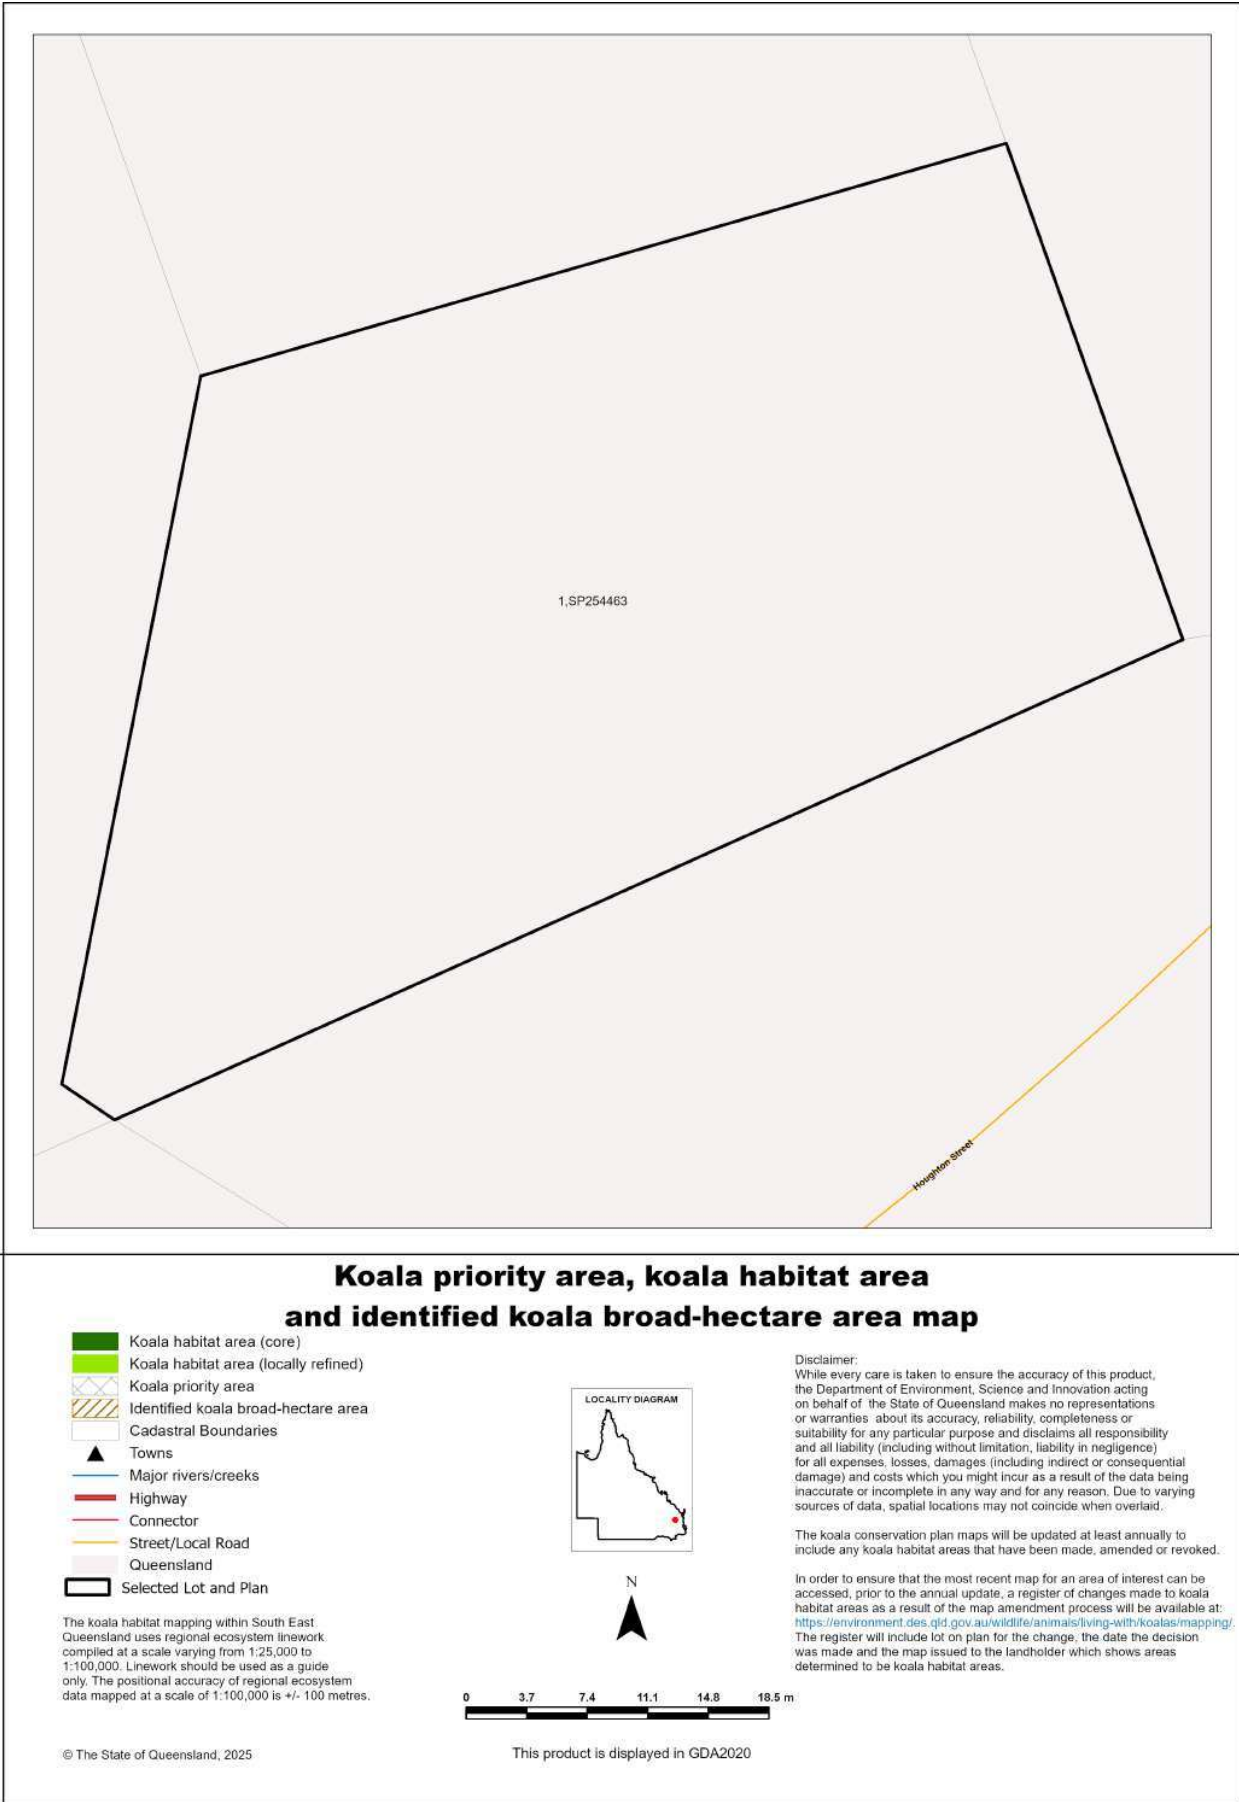 1,SP254463
Houghton Street
Koala priority area, koala habitat area
and identified koala broad-hectare area map
Koala habitat area (core)
Koala habitat area (locally refined)
Koala priority area
Identified koala broad-hectare area
Cadastral Boundaries
Towns
Major rivers/creeks
Highway
Connector
Street/Local Road
Queensland
Selected Lot and Plan
The koala habitat mapping within South East
Queensland uses regional ecosystem linework
compiled at a scale varying from 1:25,000 to
1:100,000. Linework should be used as a guide
only. The positional accuracy of regional ecosystem
data mapped at a scale of 1:100,000 is +/- 100 metres.
© The State of Queensland, 2025
LOCALITY DIAGRAM
N
0 3.7 7.4 11.1 14.8 18.5 m
This product is displayed in GDA2020
Disclaimer:
While every care is taken to ensure the accuracy of this product,
the Department of Environment, Science and Innovation acting
on behalf of the State of Queensland makes no representations
or warranties about its accuracy, reliability, completeness or
suitability for any particular purpose and disclaims all responsibility
and all liability (including without limitation, liability in negligence)
for all expenses, losses, damages (including indirect or consequential
damage) and costs which you might incur as a result of the data being
inaccurate or incomplete in any way and for any reason. Due to varying
sources of data, spatial locations may not coincide when overlaid.
The koala conservation plan maps will be updated at least annually to
include any koala habitat areas that have been made, amended or revoked.
In order to ensure that the most recent map for an area of interest can be
accessed, prior to the annual update, a register of changes made to koala
habitat areas as a result of the map amendment process will be available at:
https://environment.des.qld.gov.au/wildlife/animals/living-with/koalas/mapping/.
The register will include lot on plan for the change, the date the decision
was made and the map issued to the landholder which shows areas
determined to be koala habitat areas.